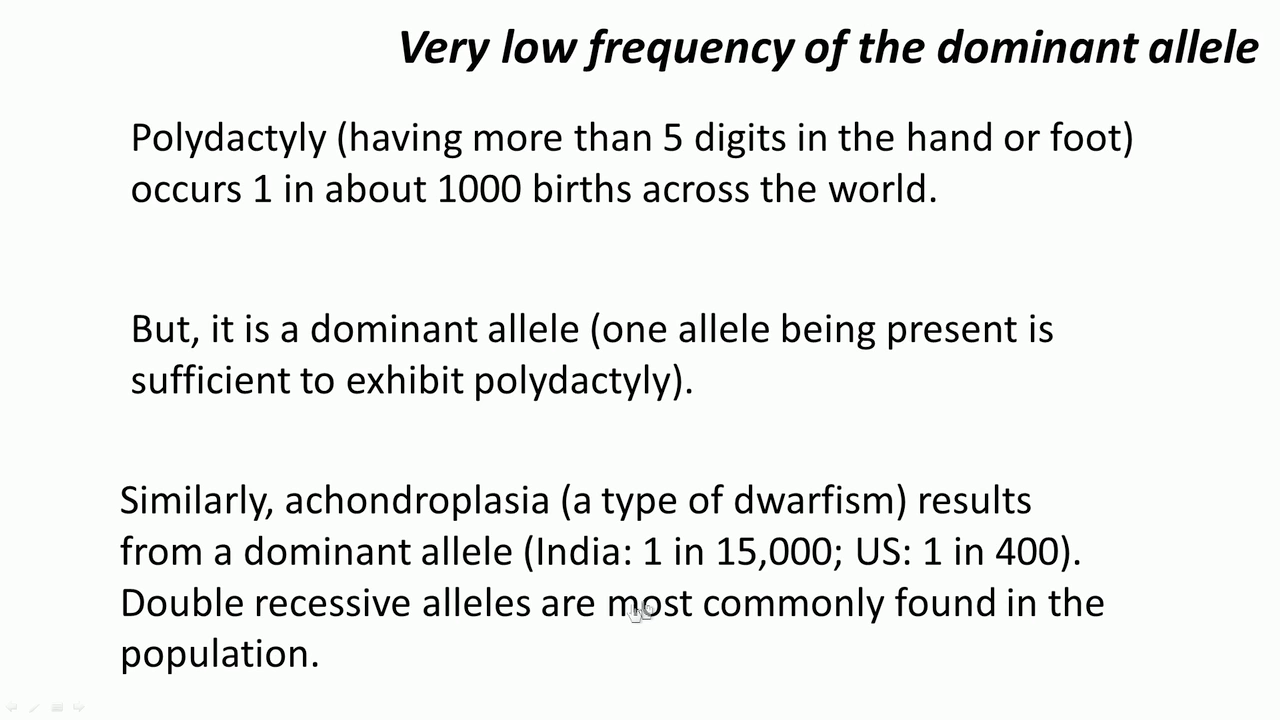 Very low frequency of the dominant allele
Polydactyly (having more than 5 digits in the hand or foot)
occurs 1 in about 1000 births across the world.
But, it is a dominant allele (one allele being present is
sufficient to exhibit polydactyly).
Similarly, achondroplasia (a type of dwarfism) results
from a dominant allele (India: 1 in 15,000; US: 1 in 400).
Double recessive alleles are most commonly found in the
population.